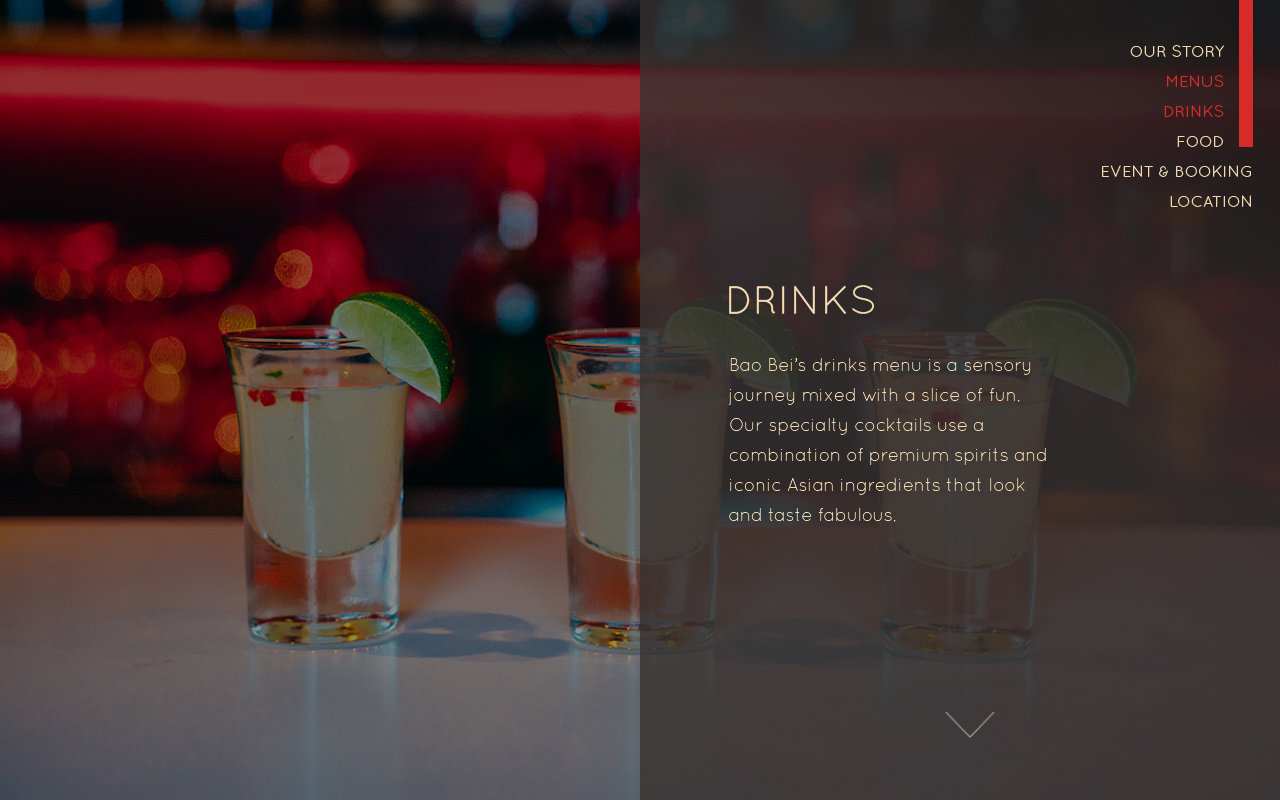 OUR STORY
MENUS
DRINKS
FOOD
EVENT & BOOKING
LOCATION
DRINKS
Bao Bei’s drinks menu is a sensory
journey mixed with a slice of fun.
Our specialty cocktails use a
combination of premium spirits and
iconic Asian ingredients that look
and taste fabulous.